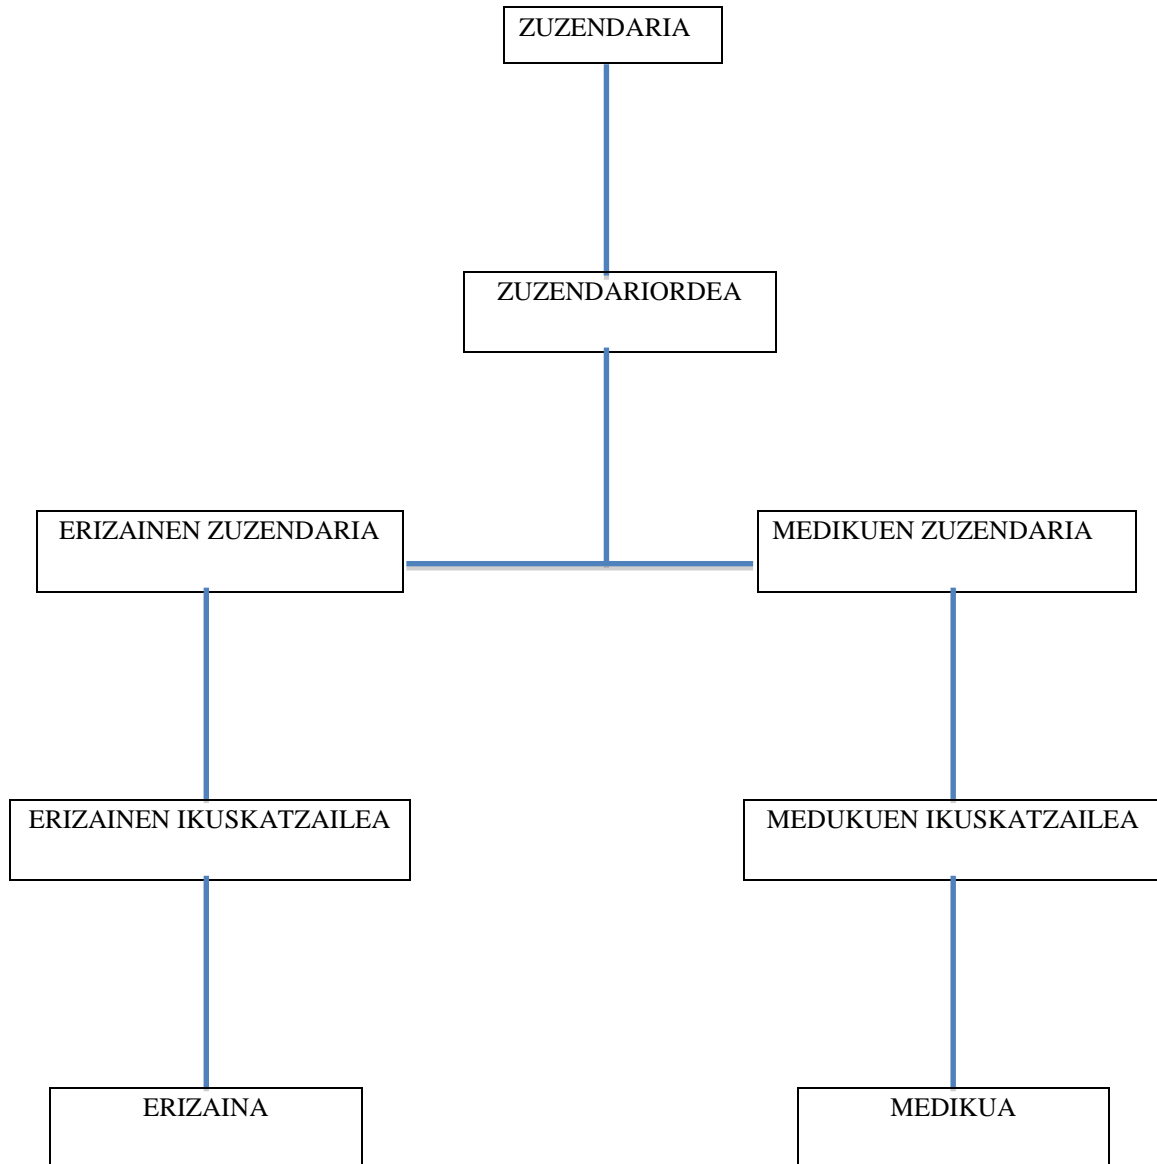 ZUZENDARIA
ZUZENDARIORDEA
ERIZAINEN ZUZENDARIA
MEDIKUEN ZUZENDARIA
ERIZAINEN IKUSKATZAILEA
MEDUKUEN IKUSKATZAILEA
ERIZAINA
MEDIKUA